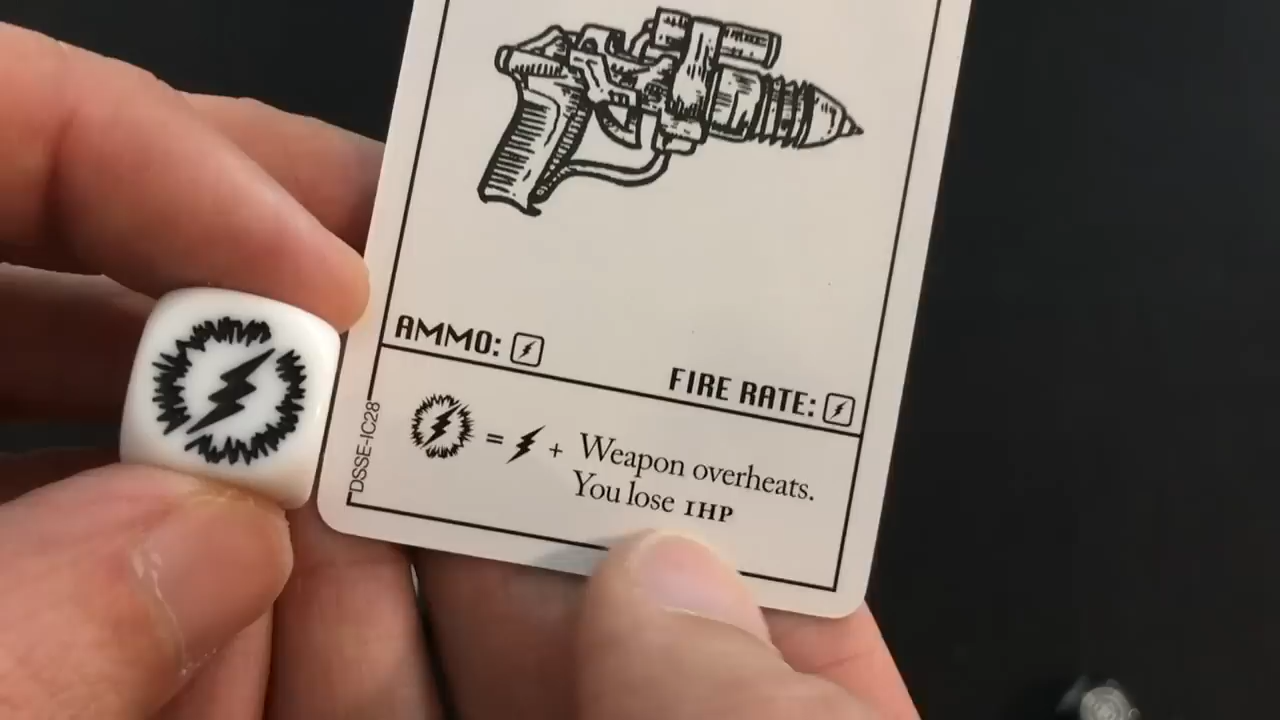 AMMO:
FIRE RATE:
= + Weapon overheats.
You lose 1HP
DSSE-IC28